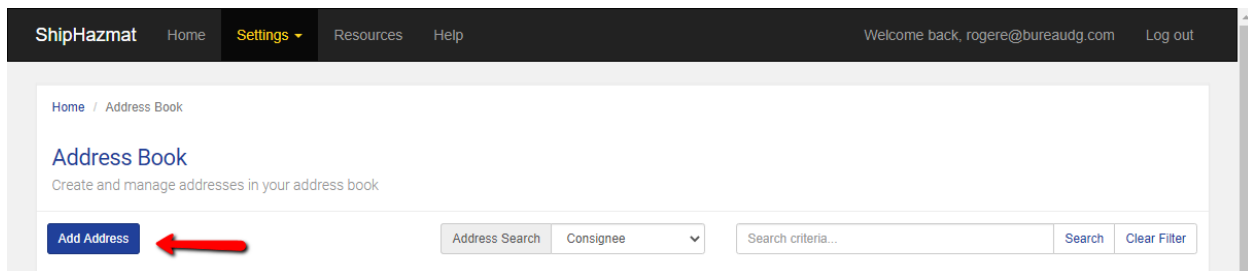 ShipHazmat Home Settings Resources Help Welcome back, rogere@bureaudg.com Log out
Home / Address Book
Address Book
Create and manage addresses in your address book
Add Address Address Search Consignee Search criteria... Search Clear Filter